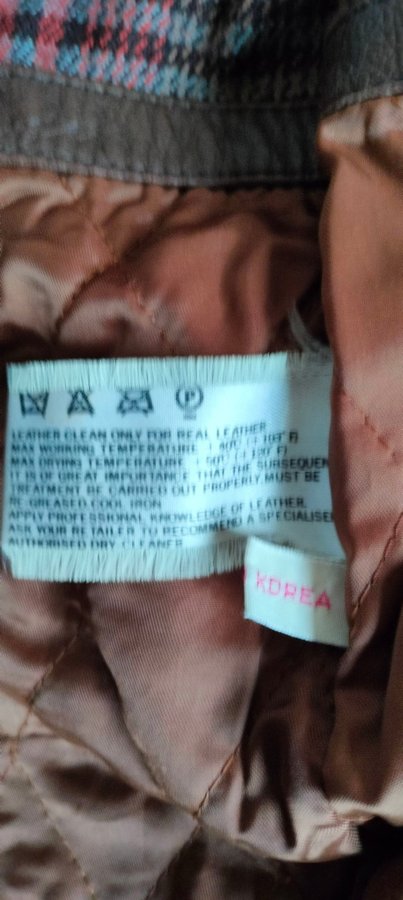 P
LEATHER CLEAN ONLY FOR REAL LEATHER.
MAX WORKING TEMPERATURE
MAX DRYING TEMPERATURE
IT IS OF GREAT IMPORTANCE THAT THE SUBSEQUEN
TREATMENT BE CARRIED OUT PROPERLY.MUST BE
RE-GREASED COOL IRON
APPLY PROFESSIONAL KNOWLEDGE OF LEATHER.
ASK YOUR RETAILER TO RECOMMEND A SPECIALISE
AUTHORISED DRY-CLEANER
KOREA